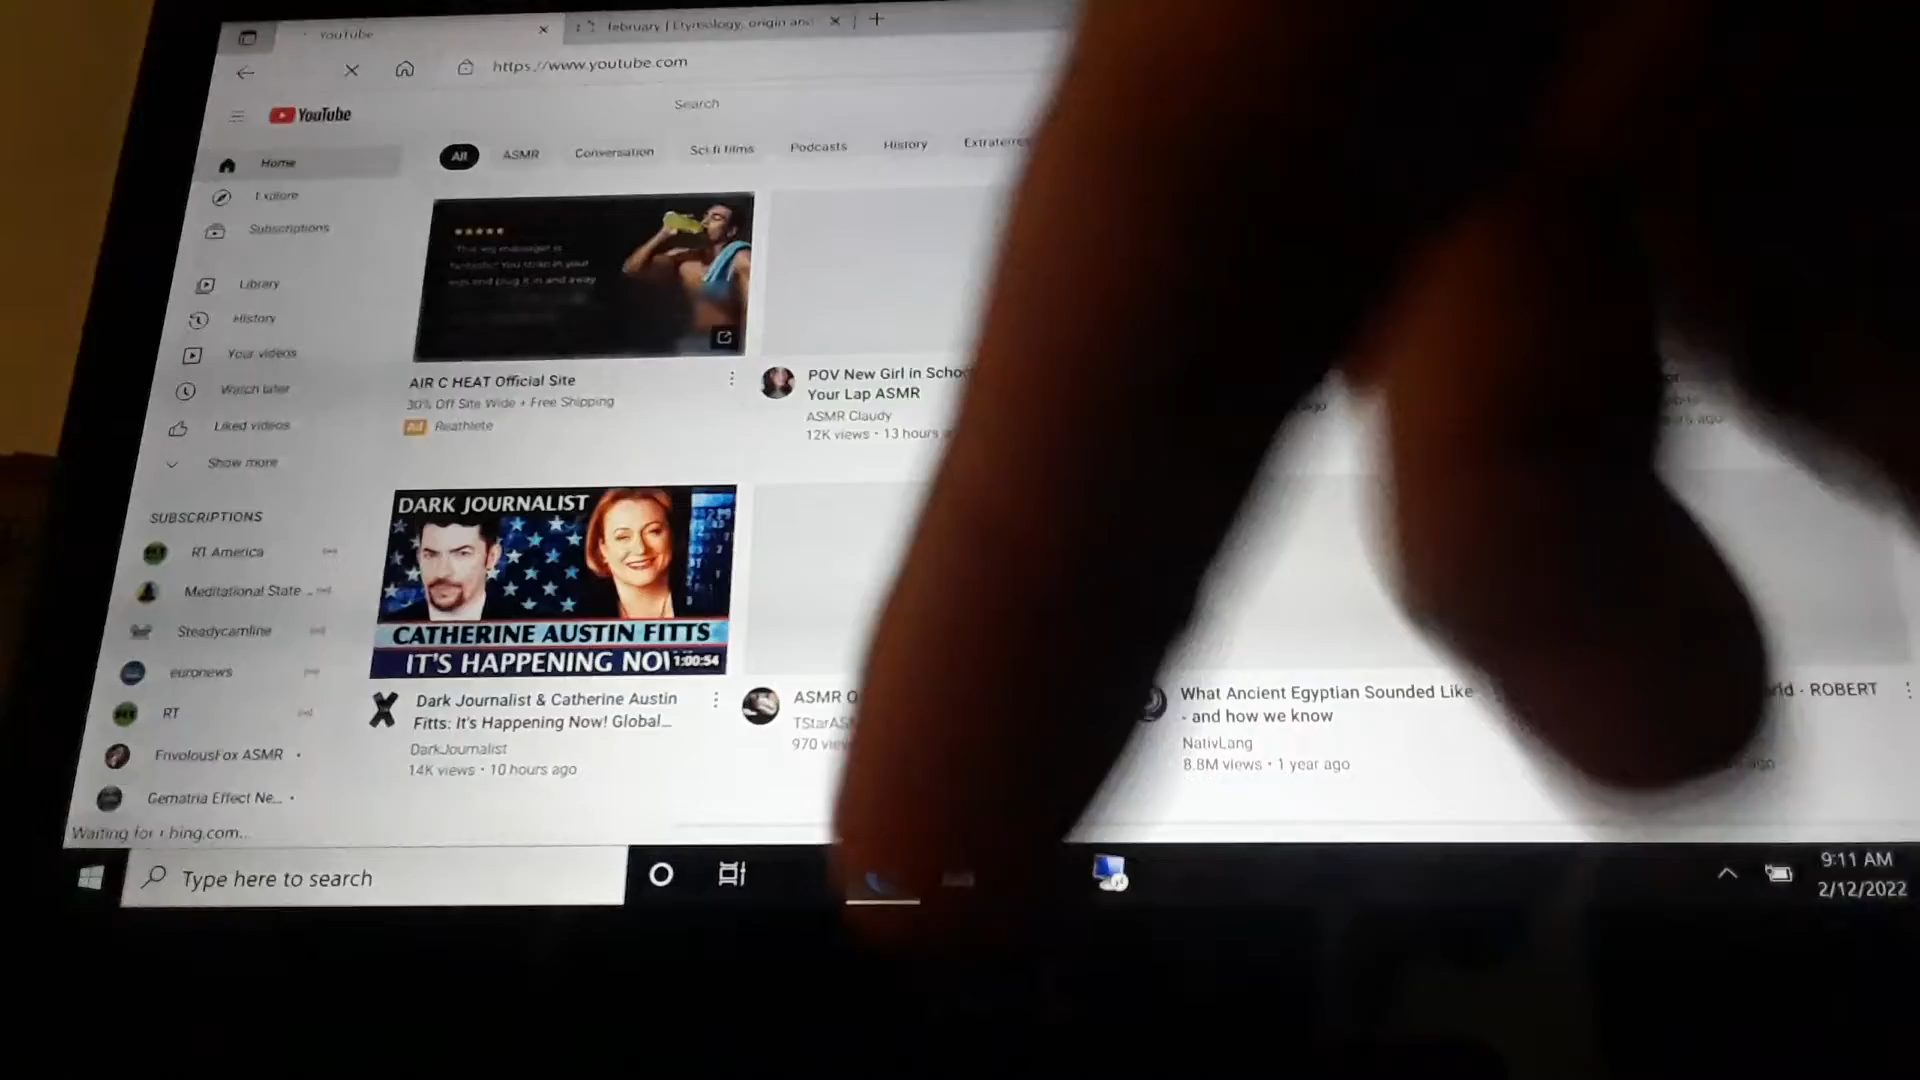 YouTube
february | Etymology, origin and
https://www.youtube.com
YouTube
Search
Home
Explore
Subscriptions
Library
History
Your videos
Watch later
Liked videos
Show more
SUBSCRIPTIONS
RT America
Meditational State
Steadycamline
euronews
RT
FrivolousFox ASMR
Gematria Effect Ne...
All
ASMR
Conversation
Sci-fi films
Podcasts
History
AIR C HEAT Official Site
30% Off Site Wide + Free Shipping
Ad Reathlete
POV New Girl in
Your Lap ASMR
ASMR Claudy
12K views • 13 hours
DARK JOURNALIST
CATHERINE AUSTIN FITTS
IT'S HAPPENING
1:00:54
Dark Journalist & Catherine Austin
Fitts: It's Happening Now! Global...
DarkJournalist
14K views • 10 hours ago
ASMR
970
What Ancient Egyptian Sounded Like
- and how we know
NativLang
8.8M views • 1 year ago
- ROBERT
ago
Waiting for
Type here to search
9:11 AM
2/12/2022